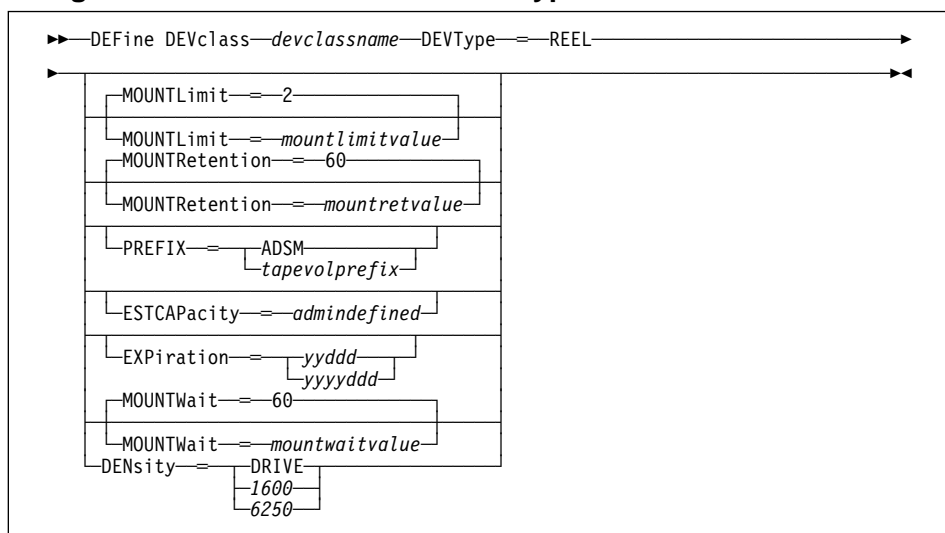 DEFine DEVclass devclassname DEVType = REEL
MOUNTLimit = 2
MOUNTLimit = mountlimitvalue
MOUNTRetention = 60
MOUNTRetention = mountretvalue
PREFIX = ADSM
tapevolprefix
ESTCAPacity = admindefined
EXPiration = yyddd
yyyyddd
MOUNTWait = 60
MOUNTWait = mountwaitvalue
DENsity = DRIVE
1600
6250